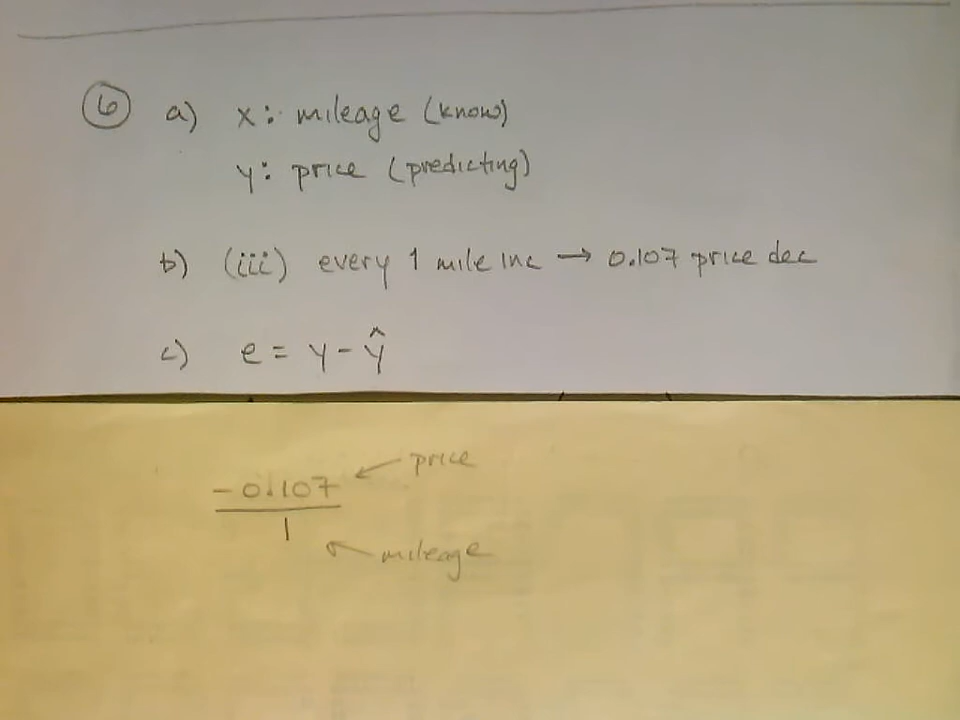 6 a) x: mileage (know)
y: price (predicting)
b) (iii) every 1 mile inc → 0.107 price dec
c) e = y - ŷ
← price
-0.107
1
← mileage